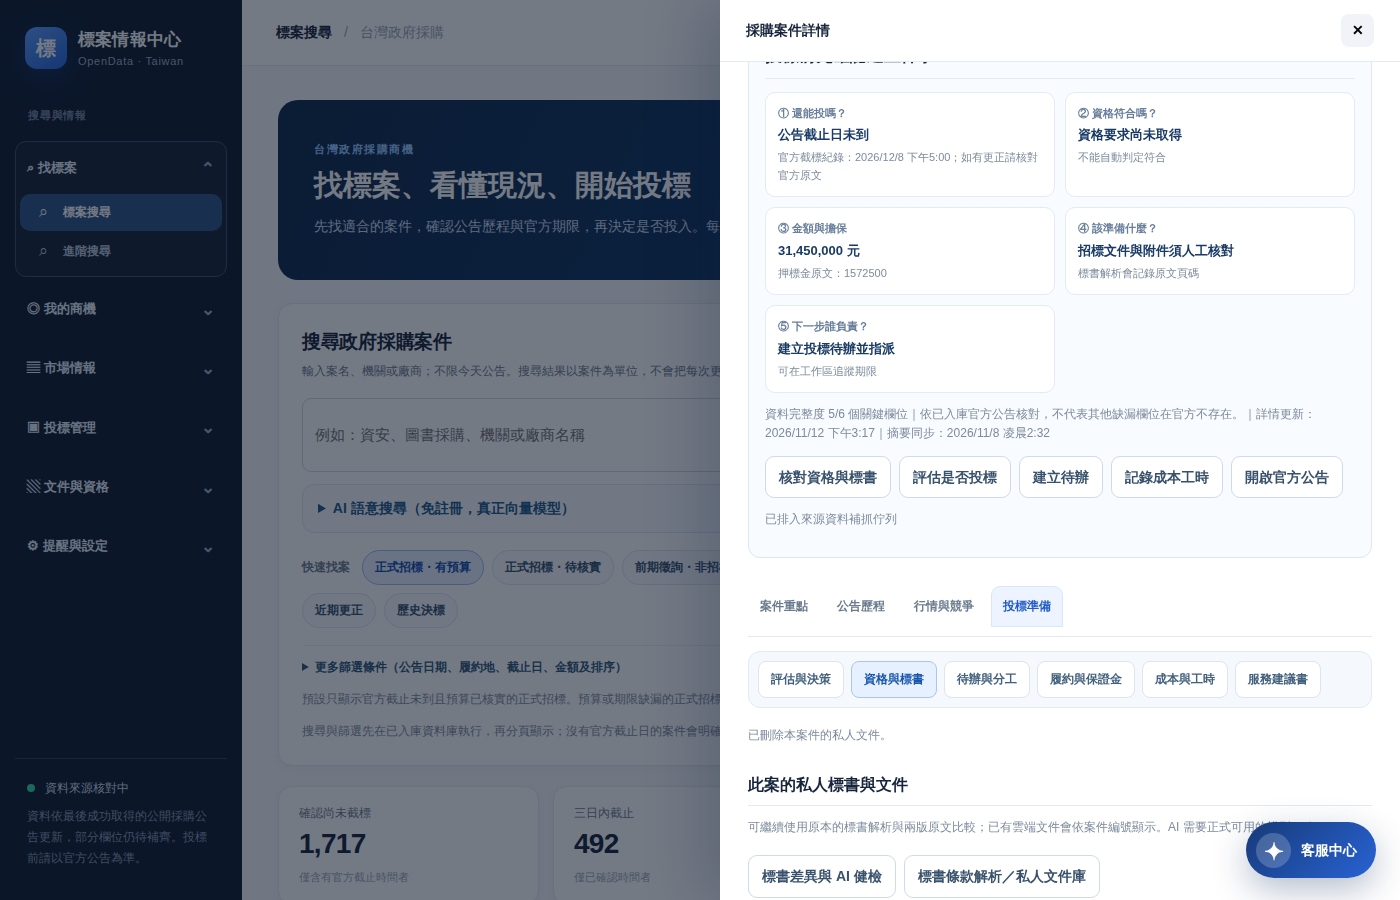 標 標案情報中心
OpenData · Taiwan
搜尋與情報
找標案
標案搜尋
進階搜尋
◎ 我的商機
市場情報
投標管理
文件與資格
提醒與設定
資料來源核對中
資料依最後成功取得的公開採購公
告更新，部分欄位仍待補齊。投標
前請以官方公告為準。
標案搜尋 / 台灣政府採購
台灣政府採購商機
找標案、看懂現況、開始投標
先找適合的案件，確認公告歷程與官方期限，再決定是否投入。每
搜尋政府採購案件
輸入案名、機關或廠商；不限今天公告。搜尋結果以案件為單位，不會把每次更
例如：資安、圖書採購、機關或廠商名稱
▶ AI 語意搜尋（免註冊，真正向量模型）
快速找案 正式招標・有預算 正式招標・待核實 前期徵詢・非招
近期更正 歷史決標
▶ 更多篩選條件（公告日期、履約地、截止日、金額及排序）
預設只顯示官方截止未到且預算已核實的正式招標。預算或期限缺漏的正式招標
搜尋與篩選先在已入庫資料庫執行，再分頁顯示；沒有官方截止日的案件會明確
確認尚未截標
1,717
僅含有官方截止時間者
三日內截止
492
僅已確認時間者
採購案件詳情 ×
① 還能投嗎？
公告截止日未到
官方截標紀錄：2026/12/8 下午5:00；如有更正請核對
官方原文
② 資格符合嗎？
資格要求尚未取得
不能自動判定符合
③ 金額與擔保
31,450,000 元
押標金原文：1572500
④ 該準備什麼？
招標文件與附件須人工核對
標書解析會記錄原文頁碼
⑤ 下一步誰負責？
建立投標待辦並指派
可在工作區追蹤期限
資料完整度 5/6 個關鍵欄位｜依已入庫官方公告核對，不代表其他缺漏欄位在官方不存在。｜詳情更新：
2026/11/12 下午3:17｜摘要同步：2026/11/8 凌晨2:32
核對資格與標書 評估是否投標 建立待辦 記錄成本工時 開啟官方公告
已排入來源資料補抓佇列
案件重點 公告歷程 行情與競爭 投標準備
評估與決策 資格與標書 待辦與分工 履約與保證金 成本與工時 服務建議書
已刪除本案件的私人文件。
此案的私人標書與文件
可繼續使用原本的標書解析與兩版原文比較；已有雲端文件會依案件編號顯示。AI 需要正式可用的
標書差異與 AI 健檢 標書條款解析／私人文件庫
客服中心